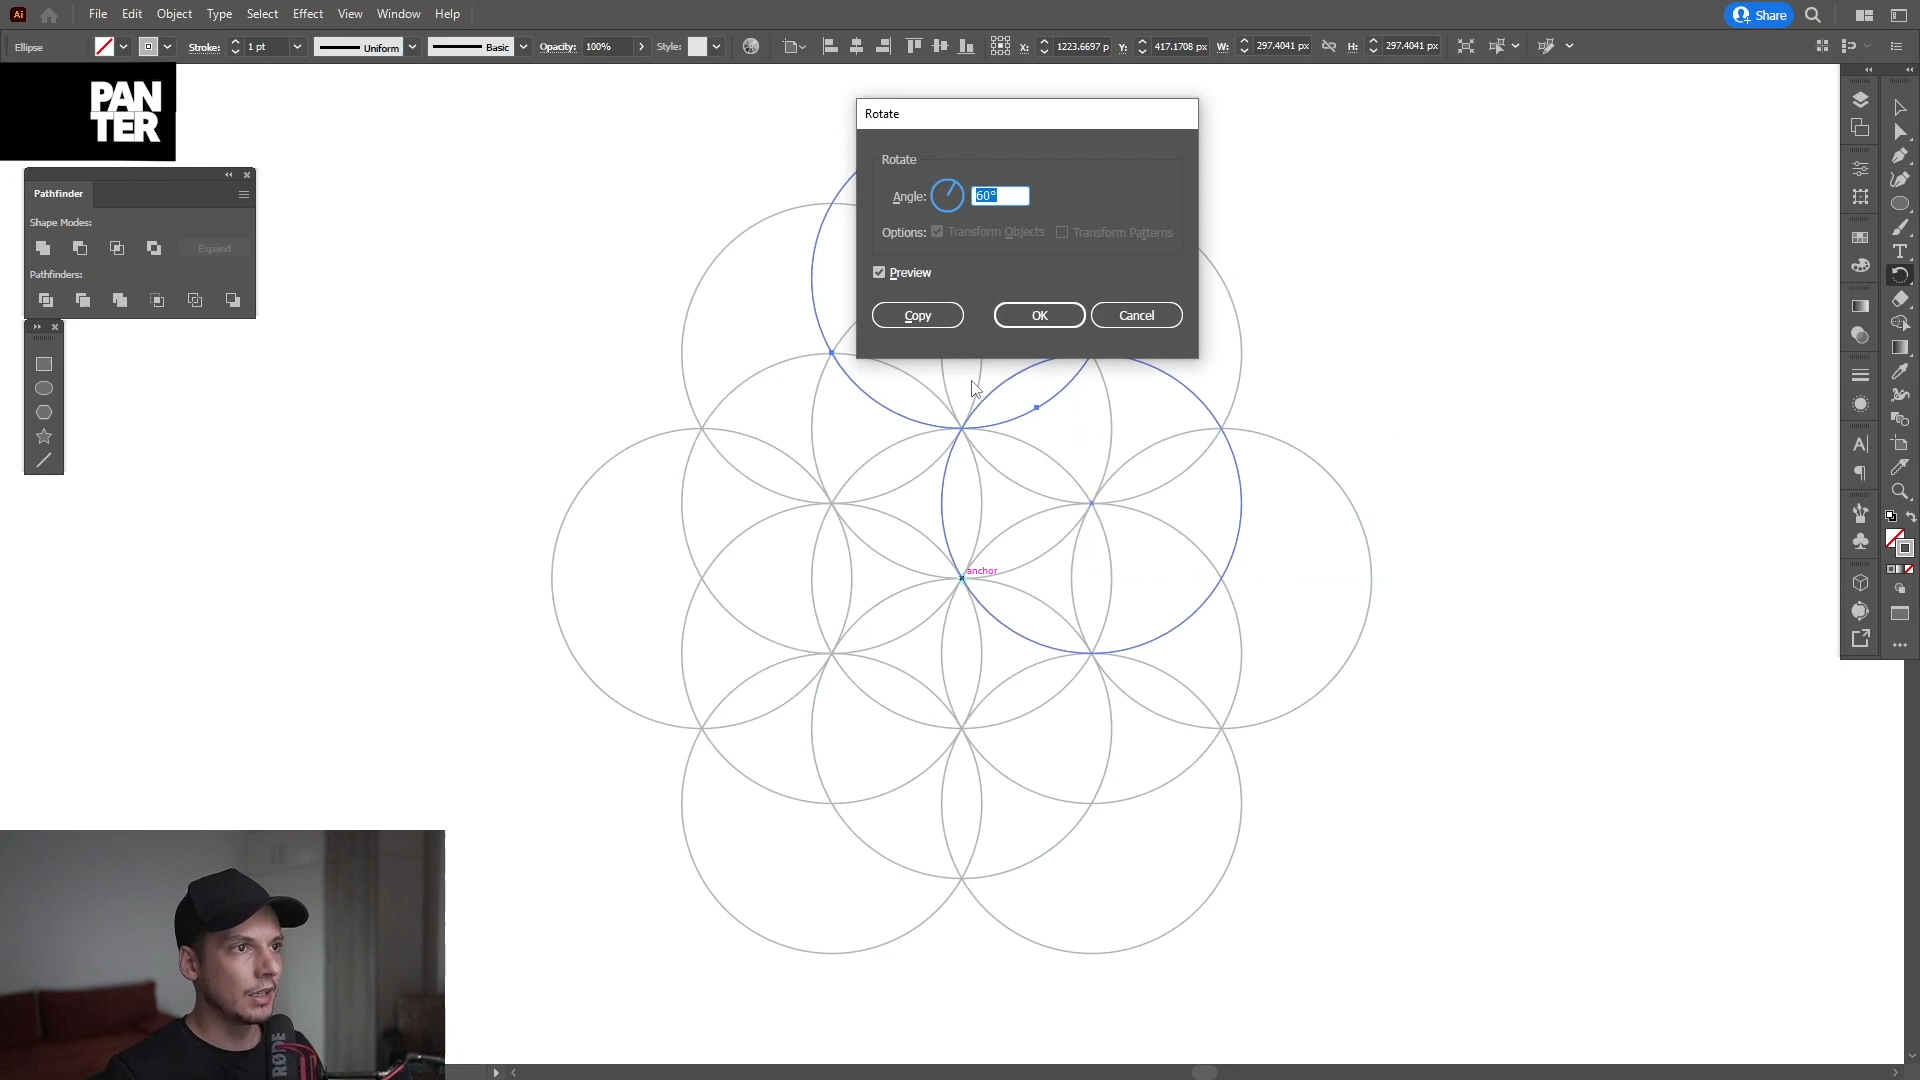 Ai File Edit Object Type Select Effect View Window Help Share
Ellipse Stroke: 1 pt Uniform Basic Opacity: 100% Style: X: 1223.6697 p Y: 417.1708 px W: 297.4041 px H: 297.4041 px
PAN
TER
Rotate
Rotate
Angle: 60°
Options: Transform Objects Transform Patterns
Preview
Copy OK Cancel
Pathfinder
Shape Modes:
Expand
Pathfinders:
anchor
RØDE